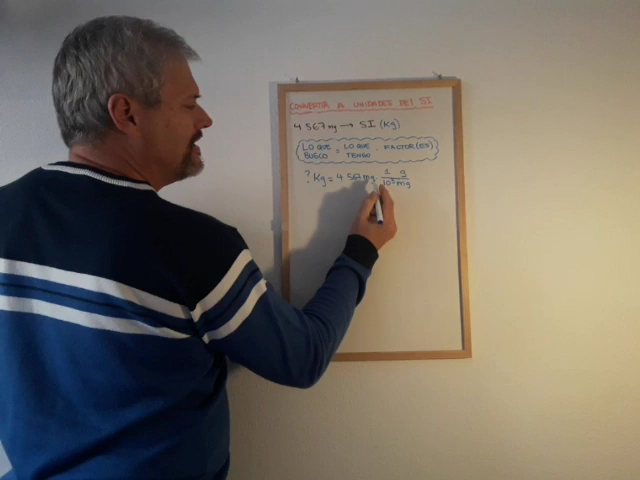 CONVERTIR A UNIDADES DEL SI
4 567 mg → SI (Kg)
LO QUE BUSCO = LO QUE TENGO · FACTOR(ES)
? Kg = 4 567 mg · 1 g / 10³ mg